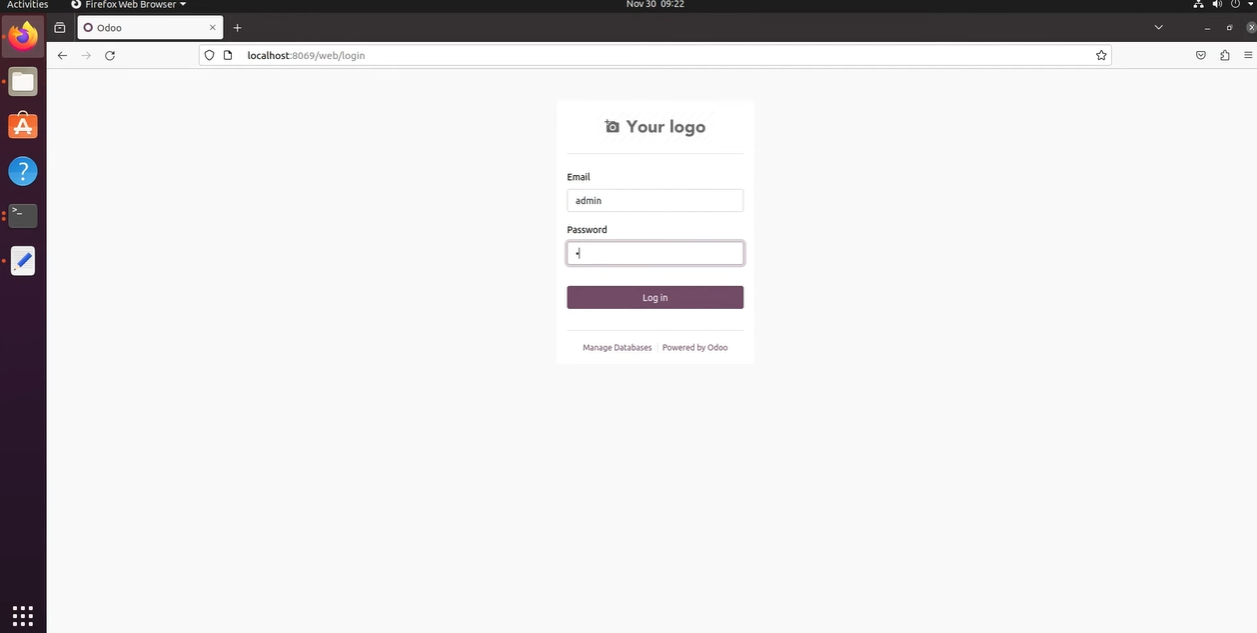 Activities Firefox Web Browser Nov 30 09:22
Odoo
localhost:8069/web/login
Your logo
Email
admin
Password
Log in
Manage Databases Powered by Odoo